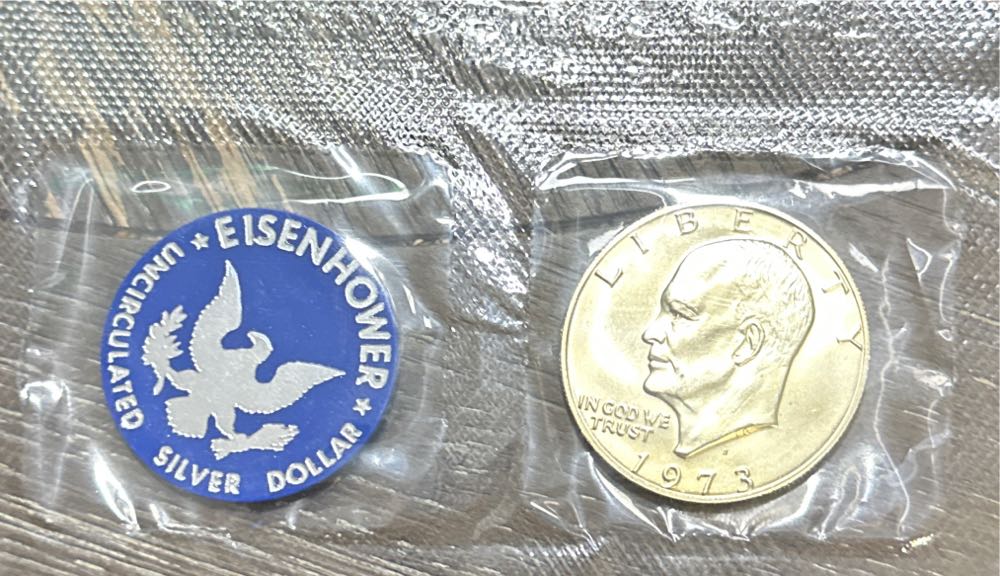 ★ EISENHOWER ★
UNCIRCULATED
SILVER DOLLAR
LIBERTY
IN GOD WE
TRUST
1973